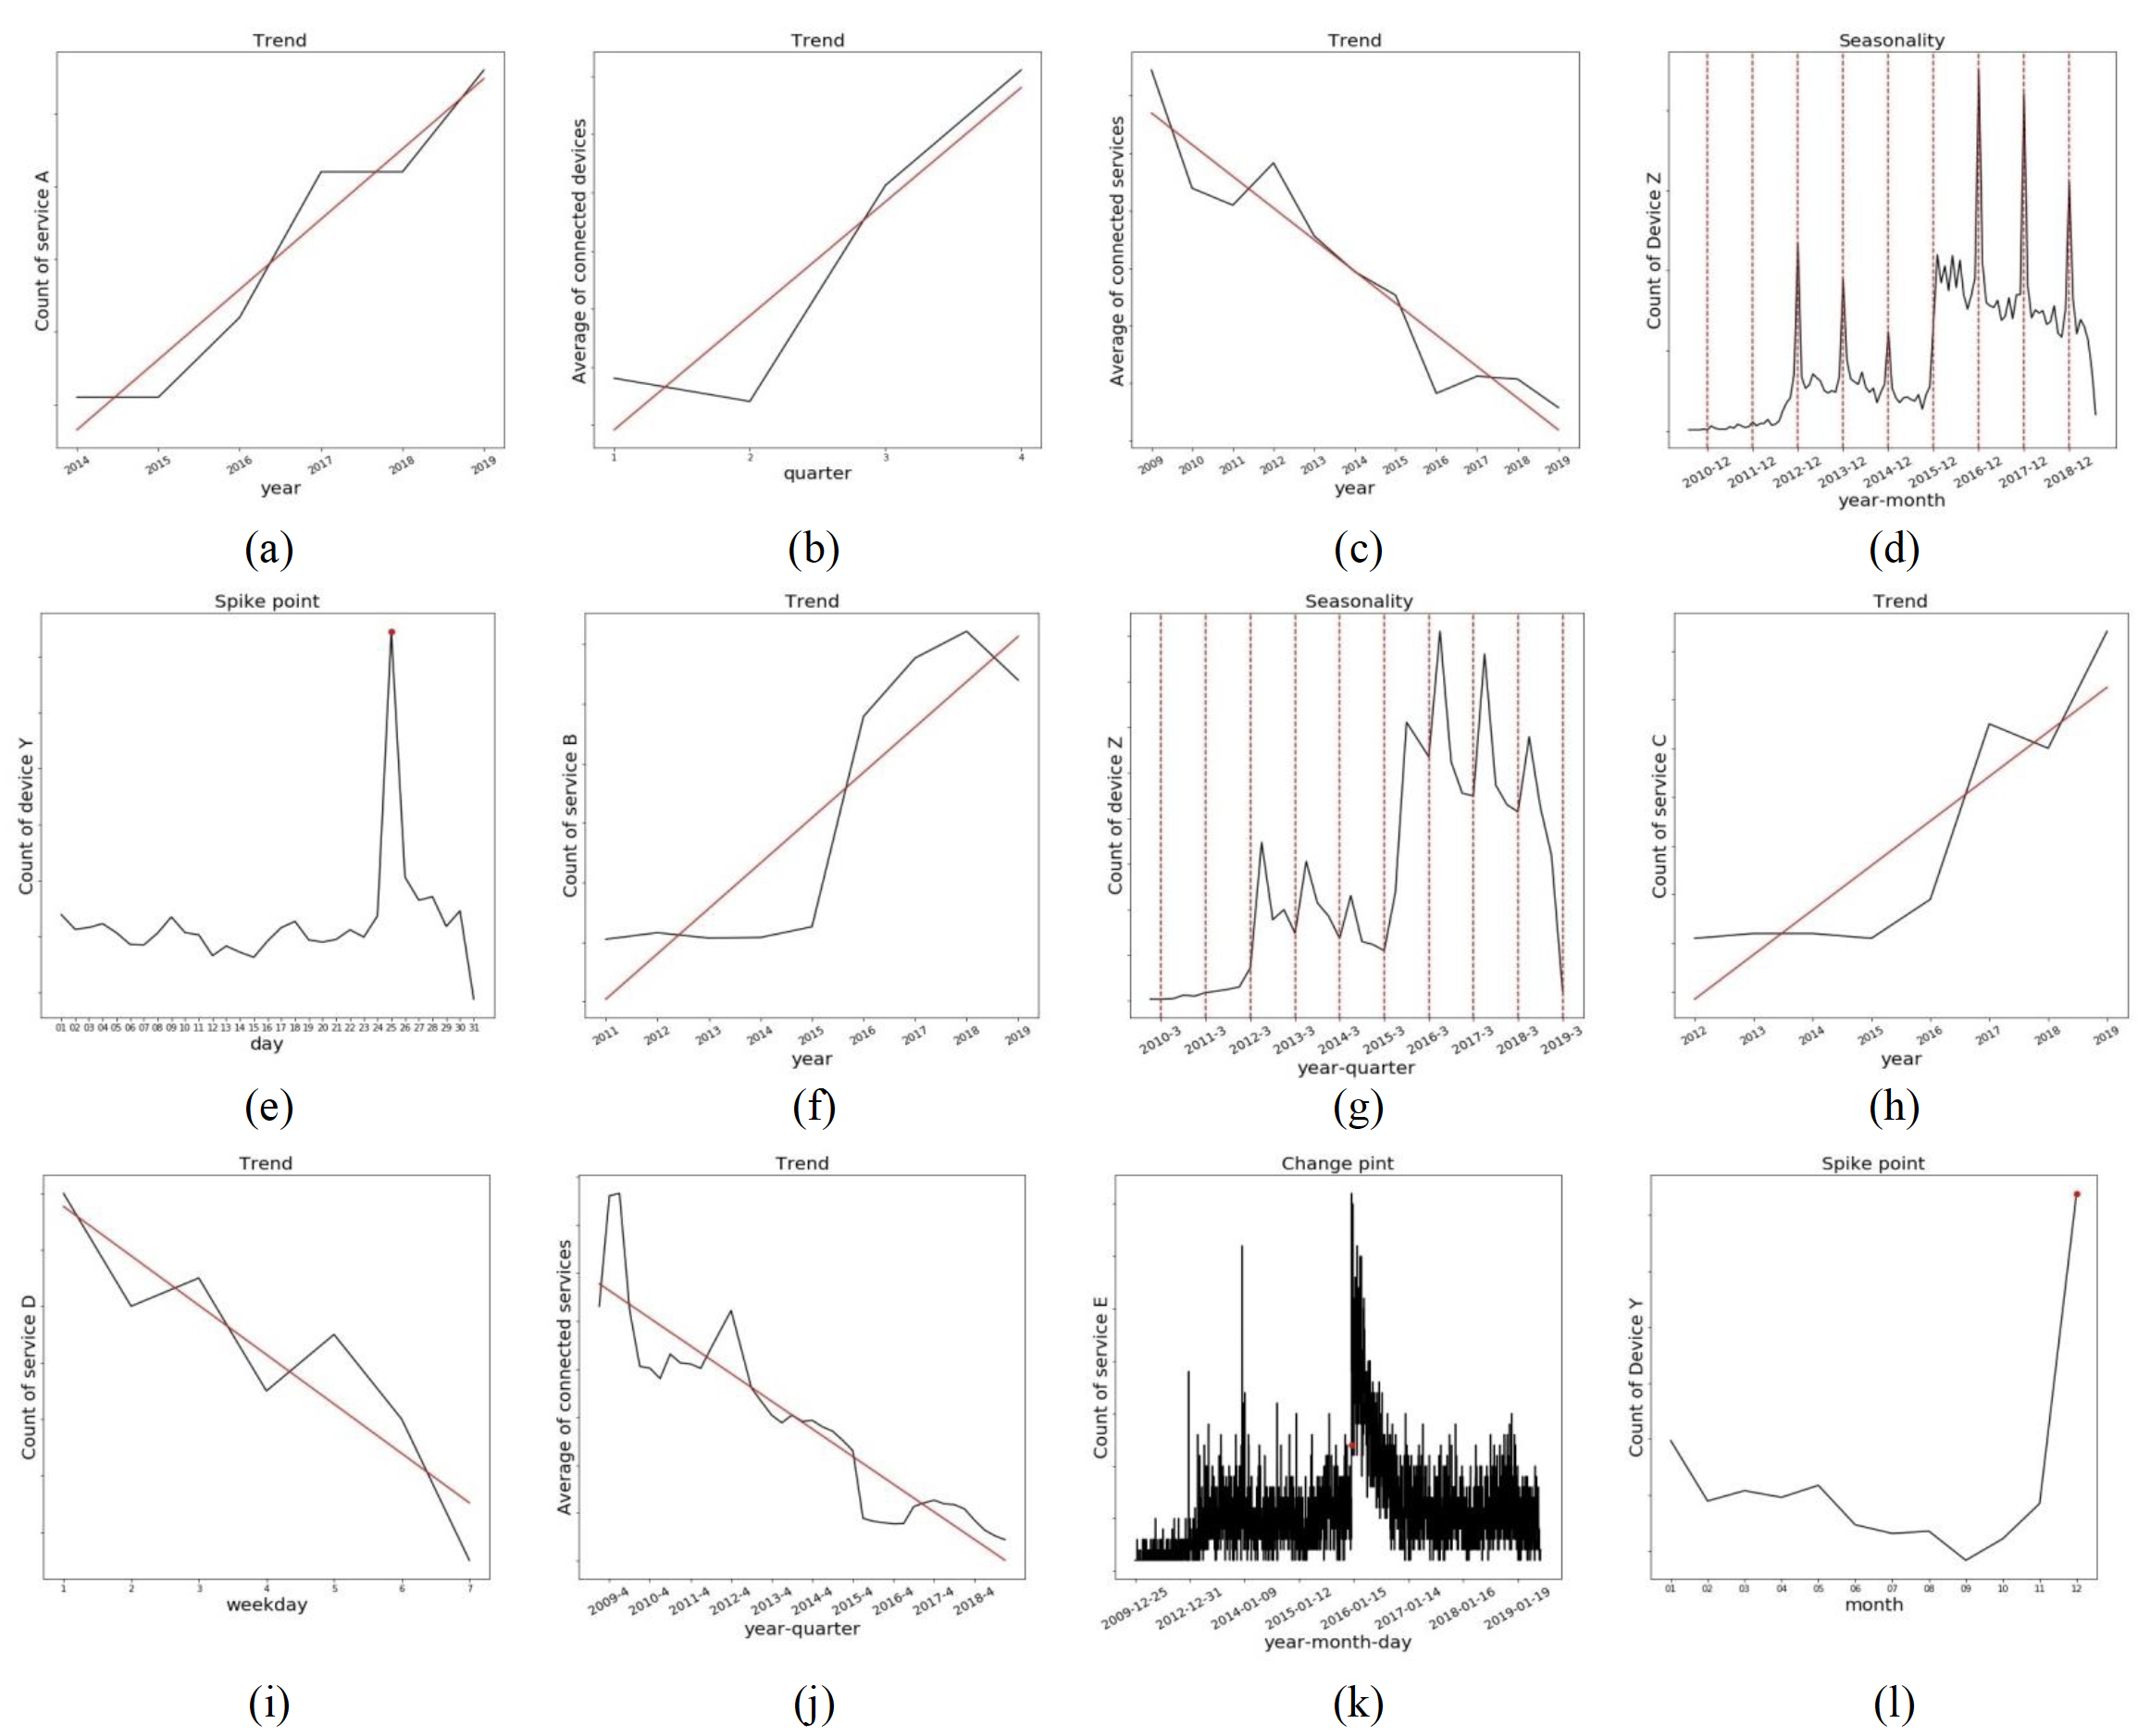 Trend
Count of service A
2014 2015 2016 2017 2018 2019
year
(a)
Trend
Average of connected devices
1 2 3 4
quarter
(b)
Trend
Average of connected services
2009 2010 2011 2012 2013 2014 2015 2016 2017 2018 2019
year
(c)
Seasonality
Count of Device Z
2010-12 2011-12 2012-12 2013-12 2014-12 2015-12 2016-12 2017-12 2018-12
year-month
(d)
Spike point
Count of device Y
01 02 03 04 05 06 07 08 09 10 11 12 13 14 15 16 17 18 19 20 21 22 23 24 25 26 27 28 29 30 31
day
(e)
Trend
Count of service B
2011 2012 2013 2014 2015 2016 2017 2018 2019
year
(f)
Seasonality
Count of device Z
2010-3 2011-3 2012-3 2013-3 2014-3 2015-3 2016-3 2017-3 2018-3 2019-3
year-quarter
(g)
Trend
Count of service C
2012 2013 2014 2015 2016 2017 2018 2019
year
(h)
Trend
Count of service D
1 2 3 4 5 6 7
weekday
(i)
Trend
Average of connected services
2009-4 2010-4 2011-4 2012-4 2013-4 2014-4 2015-4 2016-4 2017-4 2018-4
year-quarter
(j)
Change pint
Count of service E
2009-12-25 2012-12-31 2014-01-09 2015-01-12 2016-01-15 2017-01-14 2018-01-16 2019-01-19
year-month-day
(k)
Spike point
Count of Device Y
01 02 03 04 05 06 07 08 09 10 11 12
month
(l)